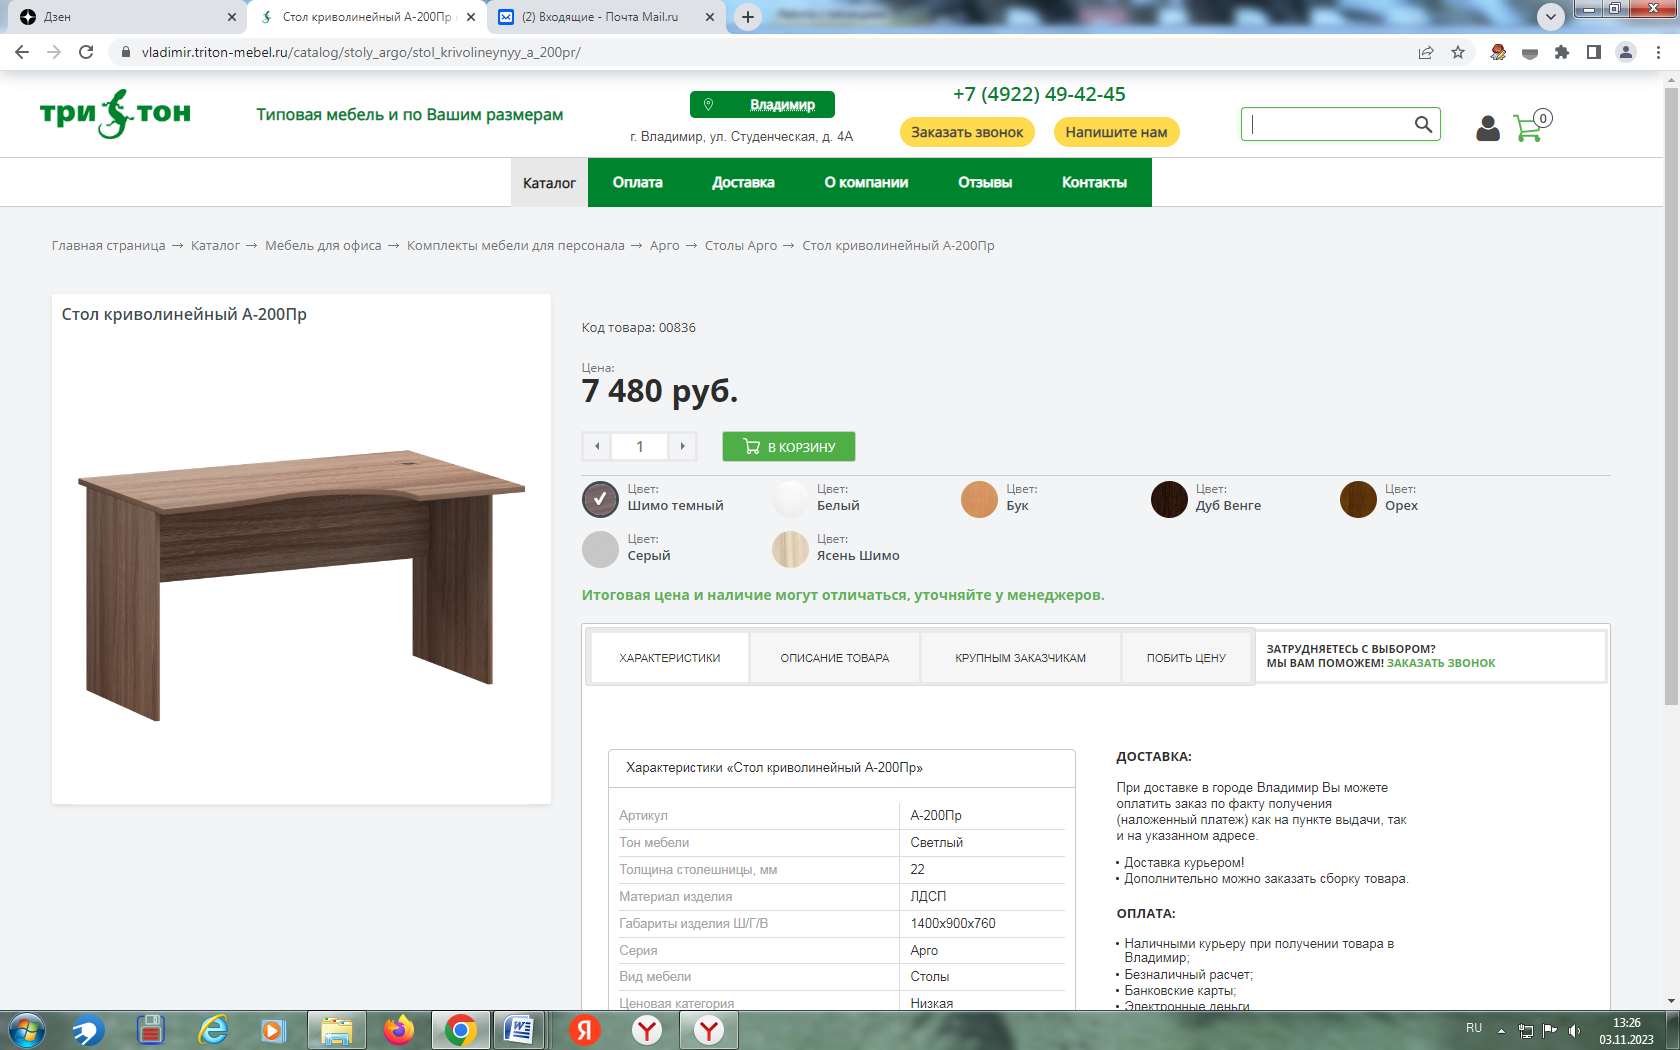 Дзен
Стол криволинейный А-200Пр
(2) Входящие - Почта Mail.ru
vladimir.triton-mebel.ru/catalog/stoly_argo/stol_krivolineynyy_a_200pr/
ТРИТОН
Типовая мебель и по Вашим размерам
Владимир
г. Владимир, ул. Студенческая, д. 4А
+7 (4922) 49-42-45
Заказать звонок
Напишите нам
0
Каталог
Оплата
Доставка
О компании
Отзывы
Контакты
Главная страница → Каталог → Мебель для офиса → Комплекты мебели для персонала → Арго → Столы Арго → Стол криволинейный А-200Пр
Стол криволинейный А-200Пр
Код товара: 00836
Цена:
7 480 руб.
1
В КОРЗИНУ
Цвет:
Шимо темный
Цвет:
Белый
Цвет:
Бук
Цвет:
Дуб Венге
Цвет:
Орех
Цвет:
Серый
Цвет:
Ясень Шимо
Итоговая цена и наличие могут отличаться, уточняйте у менеджеров.
ХАРАКТЕРИСТИКИ
ОПИСАНИЕ ТОВАРА
КРУПНЫМ ЗАКАЗЧИКАМ
ПОБИТЬ ЦЕНУ
ЗАТРУДНЯЕТЕСЬ С ВЫБОРОМ?
МЫ ВАМ ПОМОЖЕМ! ЗАКАЗАТЬ ЗВОНОК
Характеристики «Стол криволинейный А-200Пр»
Артикул А-200Пр
Тон мебели Светлый
Толщина столешницы, мм 22
Материал изделия ЛДСП
Габариты изделия Ш/Г/В 1400x900x760
Серия Арго
Вид мебели Столы
Ценовая категория Низкая
ДОСТАВКА:
При доставке в городе Владимир Вы можете
оплатить заказ по факту получения
(наложенный платеж) как на пункте выдачи, так
и на указанном адресе.
• Доставка курьером!
• Дополнительно можно заказать сборку товара.
ОПЛАТА:
• Наличными курьеру при получении товара в
Владимир;
• Безналичный расчет;
• Банковские карты;
• Электронные деньги
RU
13:26
03.11.2023